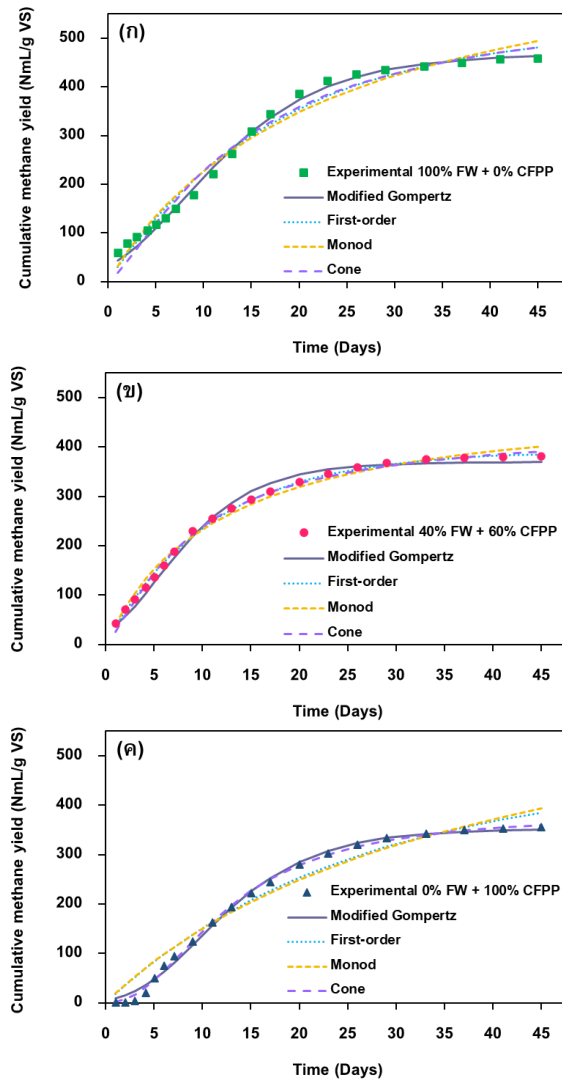 (ก)
Cumulative methane yield (NmL/g VS)
500
400
300
200
100
0
Experimental 100% FW + 0% CFPP
Modified Gompertz
First-order
Monod
Cone
0 5 10 15 20 25 30 35 40 45
Time (Days)
(ข)
Cumulative methane yield (NmL/g VS)
500
400
300
200
100
0
Experimental 40% FW + 60% CFPP
Modified Gompertz
First-order
Monod
Cone
0 5 10 15 20 25 30 35 40 45
Time (Days)
(ค)
Cumulative methane yield (NmL/g VS)
500
400
300
200
100
0
Experimental 0% FW + 100% CFPP
Modified Gompertz
First-order
Monod
Cone
0 5 10 15 20 25 30 35 40 45
Time (Days)